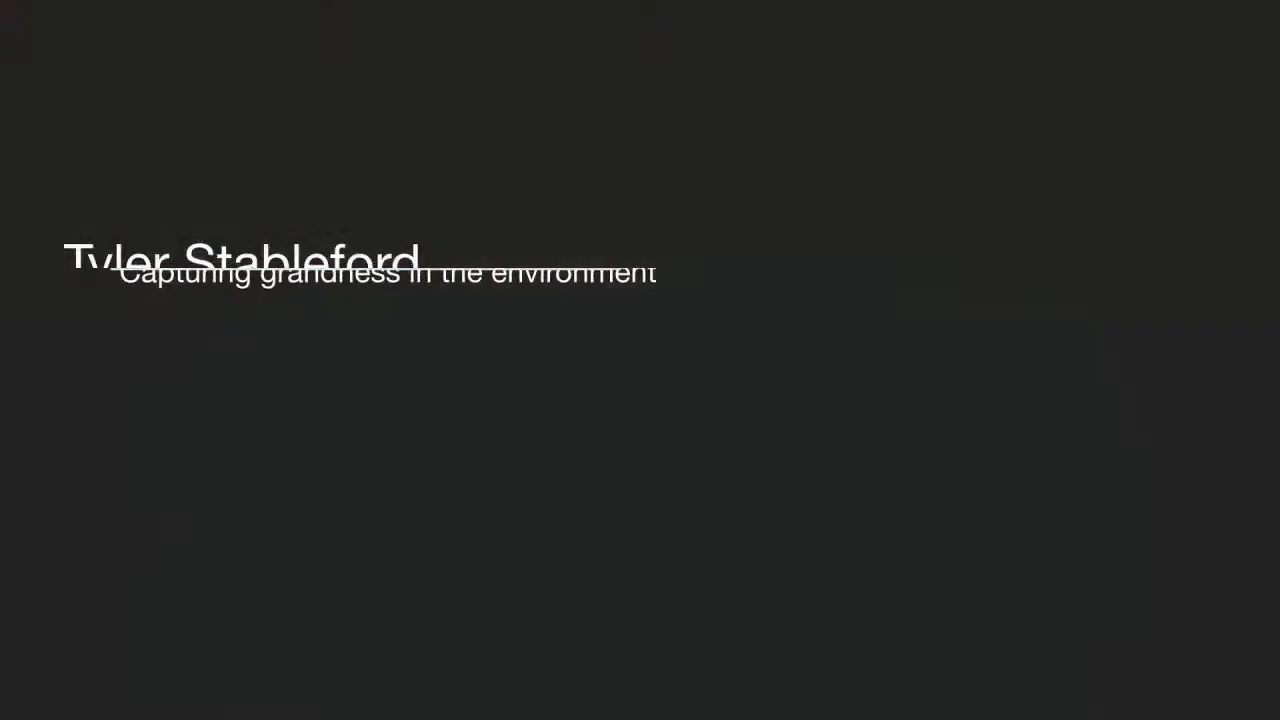 Tyler Stableford
Capturing grandness in the environment